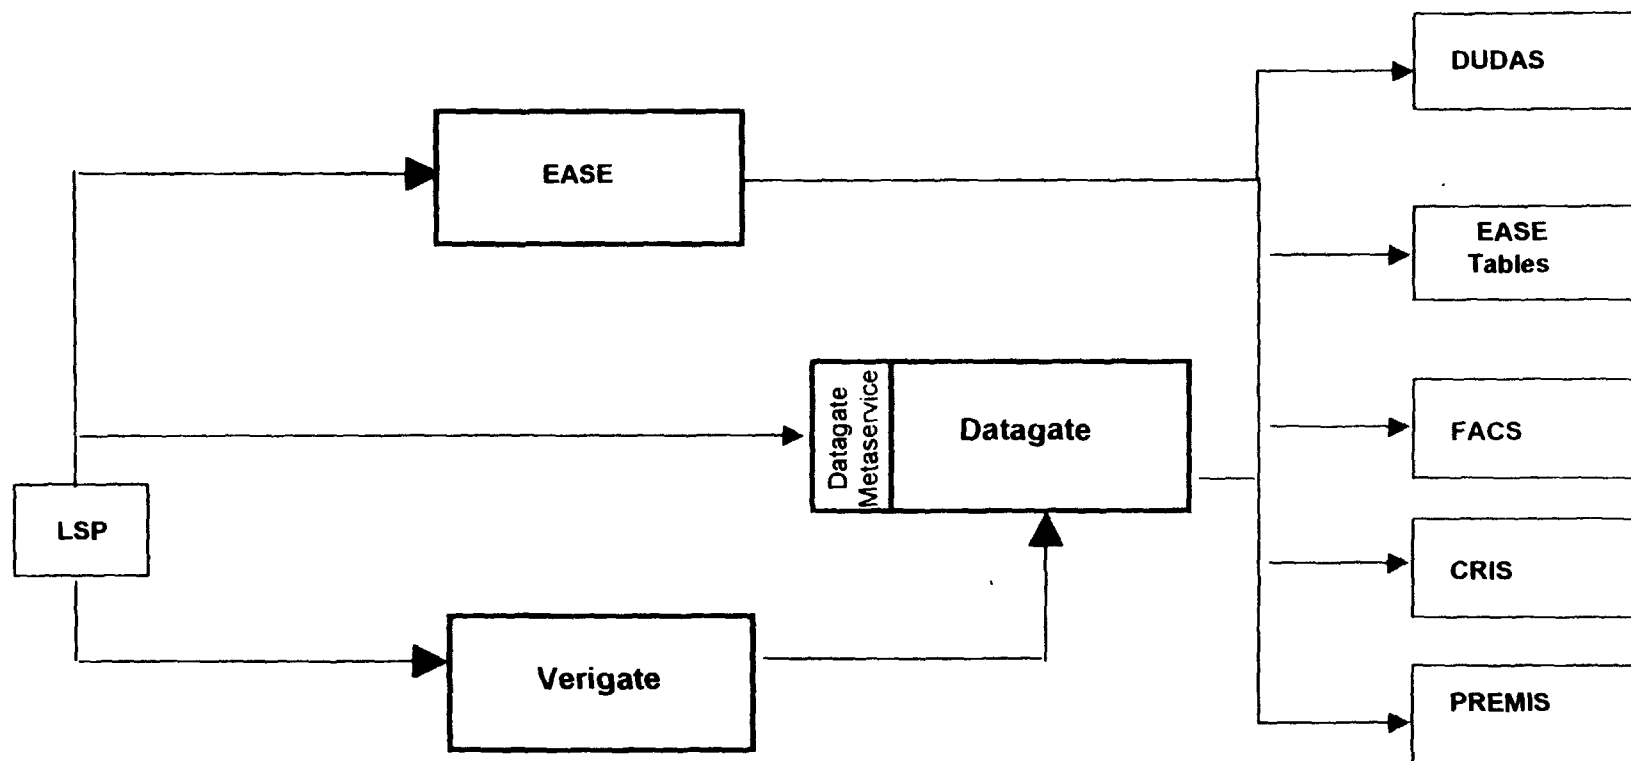 DUDAS
EASE
EASE
Tables
Datagate
Metaservice
Datagate
FACS
LSP
CRIS
Verigate
PREMIS